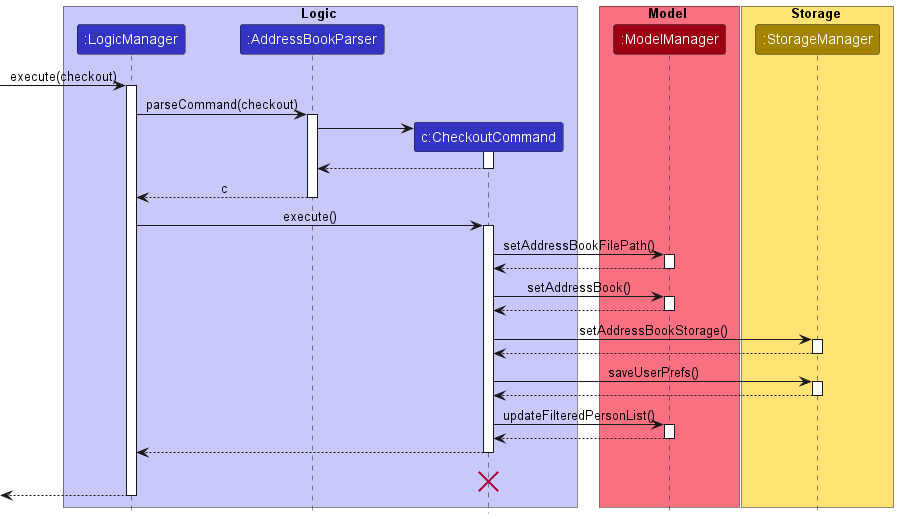 Logic
Model
Storage
:LogicManager
:AddressBookParser
:ModelManager
:StorageManager
execute(checkout)
parseCommand(checkout)
c:CheckoutCommand
c
execute()
setAddressBookFilePath()
setAddressBook()
setAddressBookStorage()
saveUserPrefs()
updateFilteredPersonList()